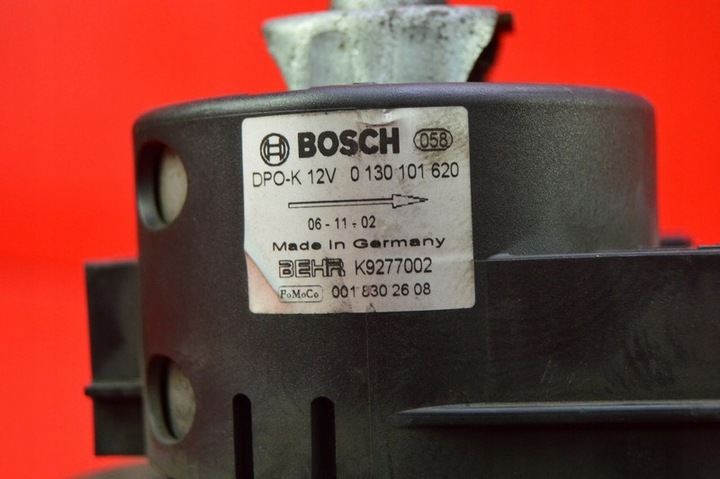 BOSCH 058
DPO-K 12V 0 130 101 620
06-11-02
Made in Germany
BEHR K9277002
FoMoCo 001 830 26 08